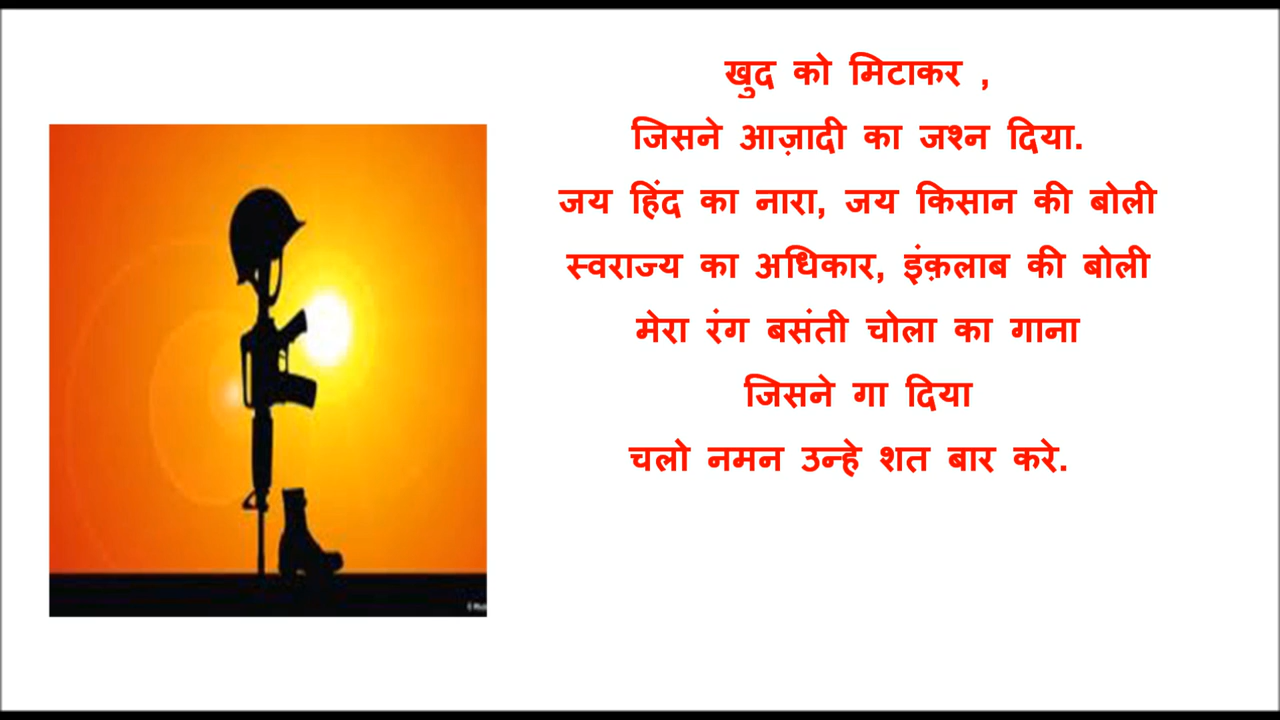 खुद को मिटाकर ,
जिसने आज़ादी का जश्न दिया.
जय हिंद का नारा, जय किसान की बोली
स्वराज्य का अधिकार, इंक़लाब की बोली
मेरा रंग बसंती चोला का गाना
जिसने गा दिया
चलो नमन उन्हे शत बार करे.